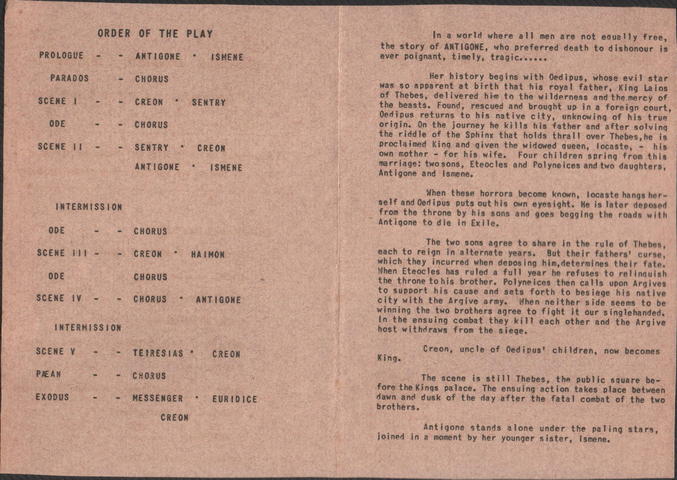 ORDER OF THE PLAY
PROLOGUE - - ANTIGONE * ISMENE
PARADOS - CHORUS
SCENE I - - CREON * SENTRY
ODE - - CHORUS
SCENE II - - SENTRY * CREON
ANTIGONE * ISMENE
INTERMISSION
ODE - - CHORUS
SCENE III - - CREON * HAIMON
ODE CHORUS
SCENE IV - - CHORUS * ANTIGONE
INTERMISSION
SCENE V - - TEIRESIAS * CREON
PÆAN - - CHORUS
EXODUS - - MESSENGER * EURIDICE
CREON
In a world where all men are not equally free,
the story of ANTIGONE, who preferred death to dishonour is
ever poignant, timely, tragic......
Her history begins with Oedipus, whose evil star
was so apparent at birth that his royal father, King Laios
of Thebes, delivered him to the wilderness and the mercy of
the beasts. Found, rescued and brought up in a foreign court,
Oedipus returns to his native city, unknowing of his true
origin. On the journey he kills his father and after solving
the riddle of the Sphinx that holds thrall over Thebes, he is
proclaimed King and given the widowed queen, Iocaste, - his
own mother - for his wife. Four children spring from this
marriage: two sons, Eteocles and Polyneices and two daughters,
Antigone and Ismene.
When these horrors become known, Iocaste hangs her-
self and Oedipus puts out his own eyesight. He is later deposed
from the throne by his sons and goes begging the roads with
Antigone to die in Exile.
The two sons agree to share in the rule of Thebes,
each to reign in alternate years. But their fathers' curse,
which they incurred when deposing him, determines their fate.
When Eteocles has ruled a full year he refuses to relinquish
the throne to his brother. Polyneices then calls upon Argives
to support his cause and sets forth to besiege his native
city with the Argive army. When neither side seems to be
winning the two brothers agree to fight it our singlehanded.
In the ensuing combat they kill each other and the Argive
host withdraws from the siege.
Creon, uncle of Oedipus' children, now becomes
King.
The scene is still Thebes, the public square be-
fore the Kings palace. The ensuing action takes place between
dawn and dusk of the day after the fatal combat of the two
brothers.
Antigone stands alone under the paling stars,
joined in a moment by her younger sister, Ismene.